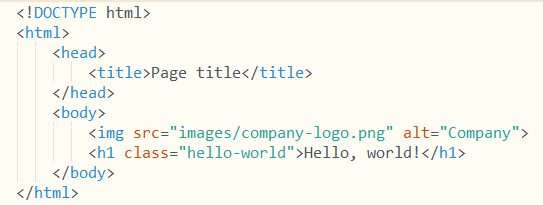 <!DOCTYPE html>
<html>
    <head>
        <title>Page title</title>
    </head>
    <body>
        <img src="images/company-logo.png" alt="Company">
        <h1 class="hello-world">Hello, world!</h1>
    </body>
</html>